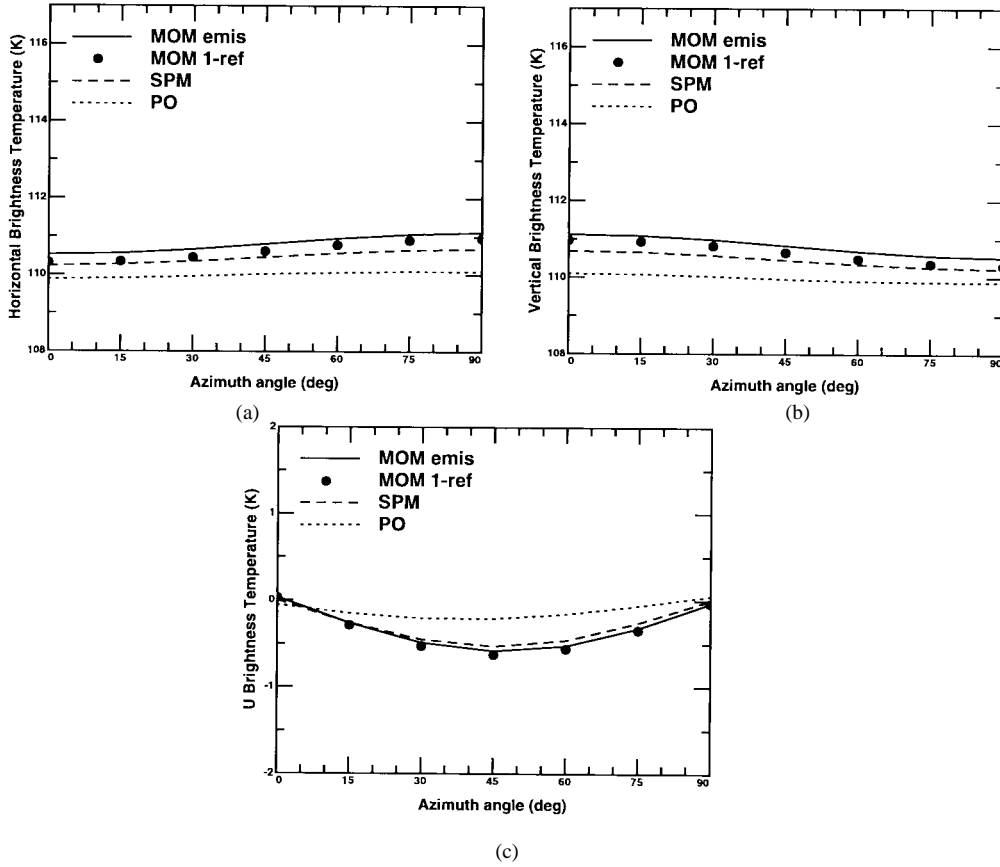 Horizontal Brightness Temperature (K)
116
114
112
110
108
MOM emis
MOM 1-ref
SPM
PO
0 15 30 45 60 75 90
Azimuth angle (deg)
(a)
Vertical Brightness Temperature (K)
116
114
112
110
108
MOM emis
MOM 1-ref
SPM
PO
0 15 30 45 60 75 90
Azimuth angle (deg)
(b)
U Brightness Temperature (K)
2
1
0
-1
-2
MOM emis
MOM 1-ref
SPM
PO
0 15 30 45 60 75 90
Azimuth angle (deg)
(c)